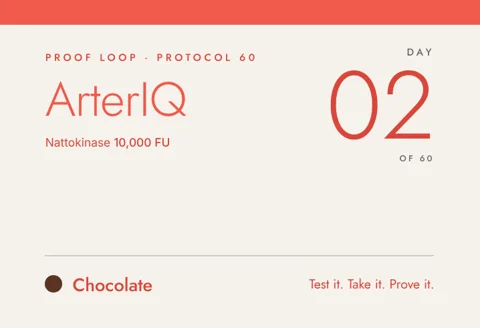 PROOF LOOP · PROTOCOL 60
ArterIQ
Nattokinase 10,000 FU
DAY
02
OF 60
Chocolate
Test it. Take it. Prove it.